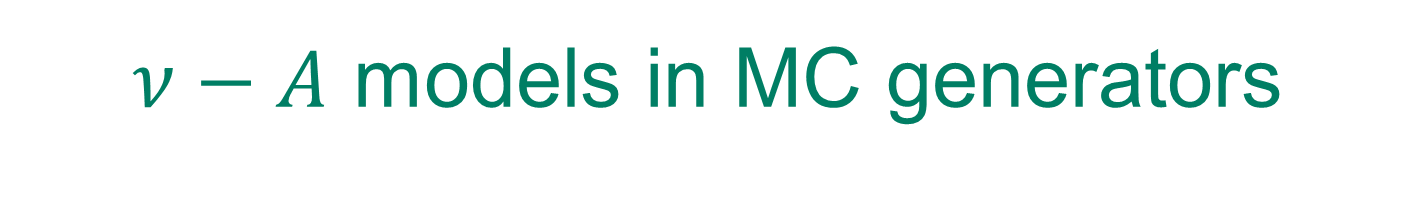 𝜈 − 𝐴 models in MC generators